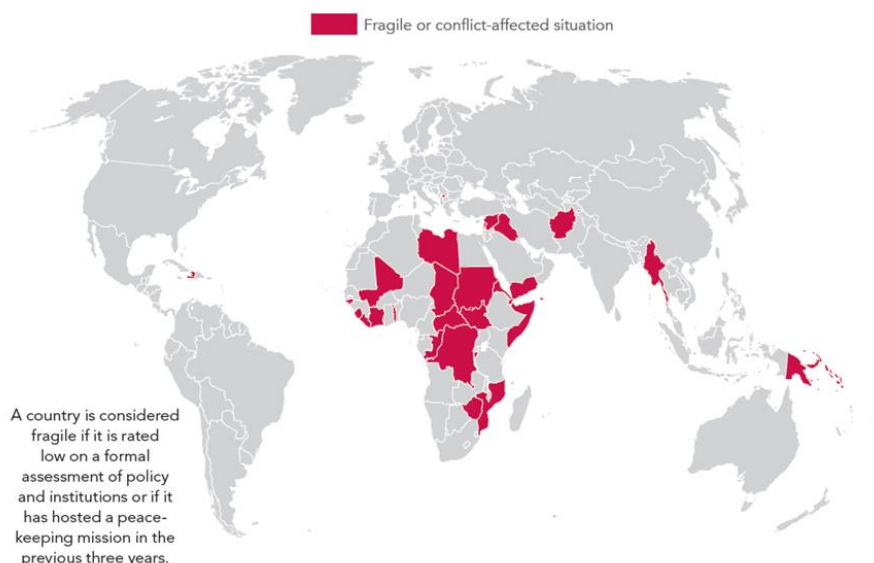 Fragile or conflict-affected situation
A country is considered
fragile if it is rated
low on a formal
assessment of policy
and institutions or if it
has hosted a peace-
keeping mission in the
previous three years.